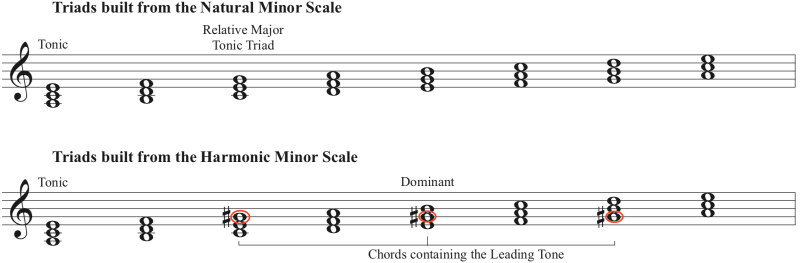 Triads built from the Natural Minor Scale
Tonic
Relative Major
Tonic Triad
Triads built from the Harmonic Minor Scale
Tonic
Dominant
Chords containing the Leading Tone